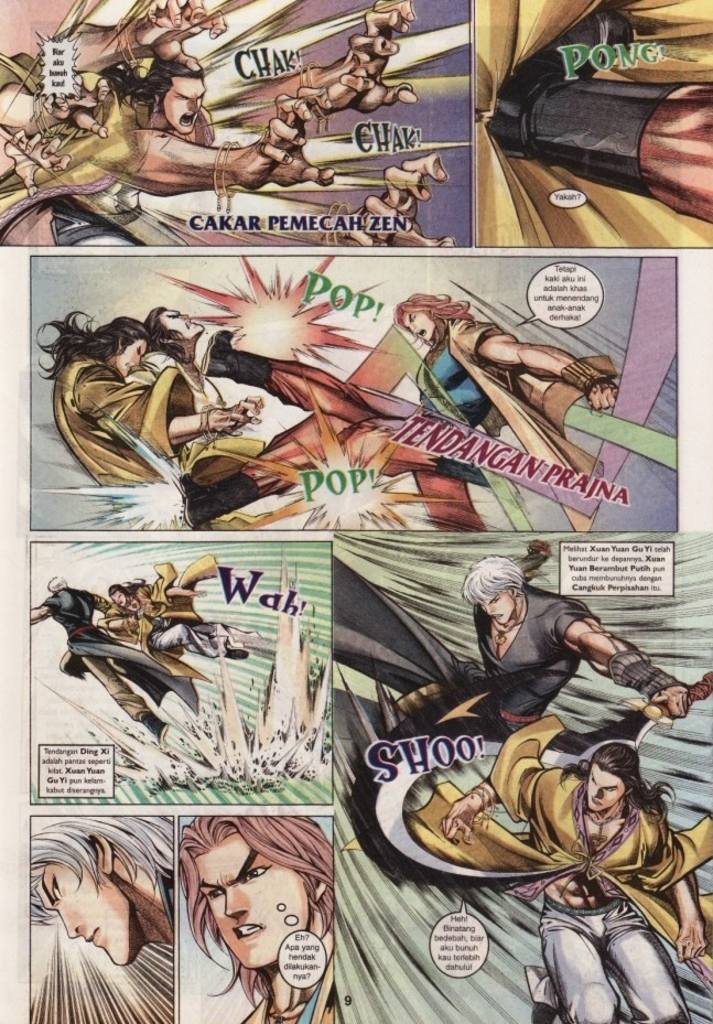 Biar
aku
bunuh
kau!
CHAK!
CHAK!
CAKAR PEMECAH ZEN
PONG!
Yakah?
POP!
Tetapi
kaki aku ini
adalah khas
untuk menendang
anak-anak
derhaka!
TENDANGAN PRAJNA
POP!
Wah!
Tendangan Ding Xi
adalah pantas seperti
kilat. Xuan Yuan
Gu Yi pun kelam-
kabut diserangnya.
Melihat Xuan Yuan Gu Yi telah
berundur ke depannya, Xuan
Yuan Berambut Putih pun
cuba membunuhnya dengan
Cangkuk Perpisahan itu.
SHOO!
Heh!
Binatang
bedebah, biar
aku bunuh
kau terlebih
dahulu!
Eh?
Apa yang
hendak
dilakukan-
nya?
9